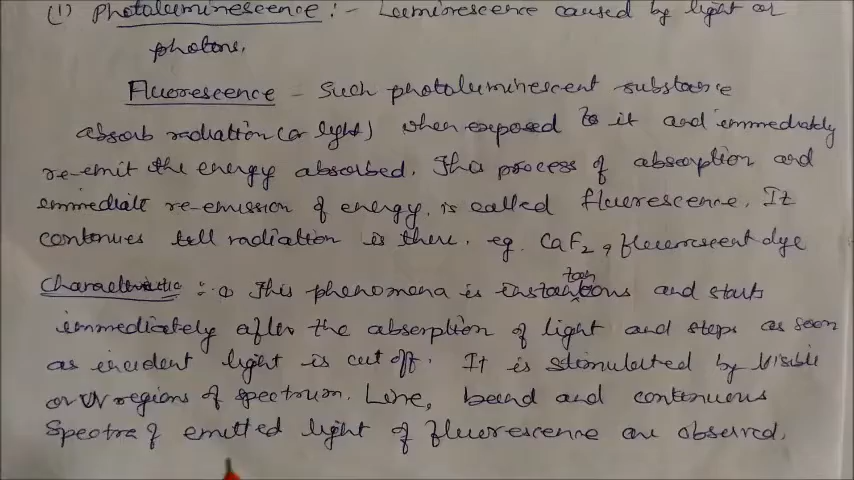 (1) Photoluminescence :- Luminescence caused by light or
photons.
Fluorescence - Such photoluminescent substance
absorb radiation (or light) when exposed to it and immediately
re-emit the energy absorbed. This process of absorption and
immediate re-emission of energy is called fluorescence. It
continues till radiation is there. eg. CaF2, fluorescent dye
Characteristic :- ① This phenomena is instantaneous and starts
immediately after the absorption of light and stops as soon
as incident light is cut off. It is stimulated by visible
or UV regions of spectrum. Line, band and continuous
Spectra of emitted light of fluorescence are observed.